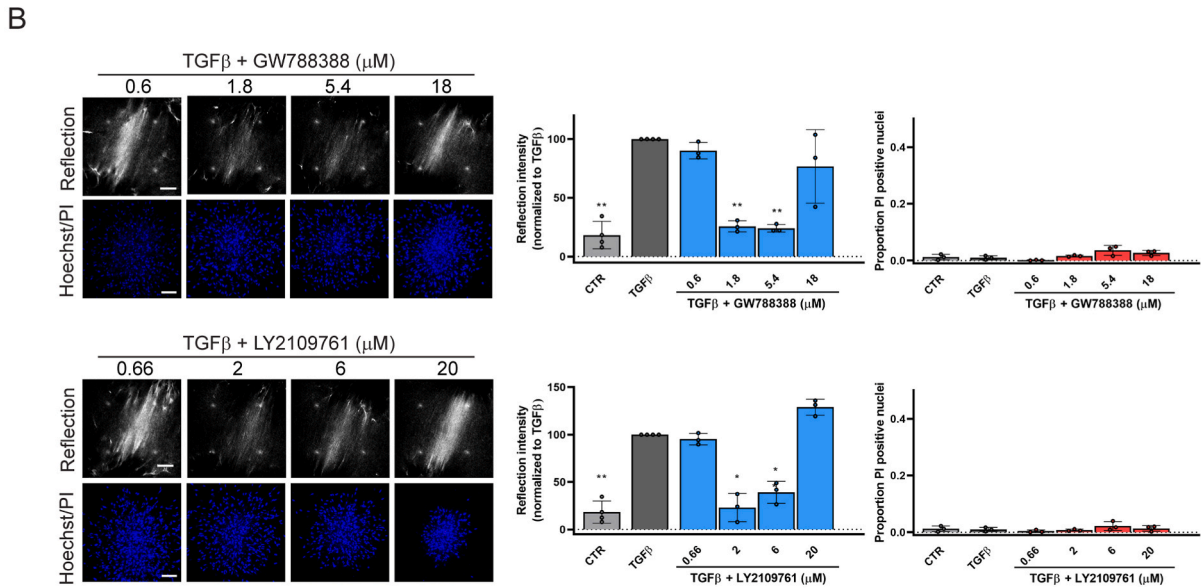 B
TGFβ + GW788388 (μM)
0.6 1.8 5.4 18
Reflection
Hoechst/PI
Reflection intensity
(normalized to TGFβ)
100
50
0
**
**
**
CTR
TGFβ
0.6
1.8
5.4
18
TGFβ + GW788388 (μM)
Proportion PI positive nuclei
0.4
0.2
0.0
CTR
TGFβ
0.6
1.8
5.4
18
TGFβ + GW788388 (μM)
TGFβ + LY2109761 (μM)
0.66 2 6 20
Reflection
Hoechst/PI
Reflection intensity
(normalized to TGFβ)
150
100
50
0
**
*
*
CTR
TGFβ
0.66
2
6
20
TGFβ + LY2109761 (μM)
Proportion PI positive nuclei
0.4
0.2
0.0
CTR
TGFβ
0.66
2
6
20
TGFβ + LY2109761 (μM)